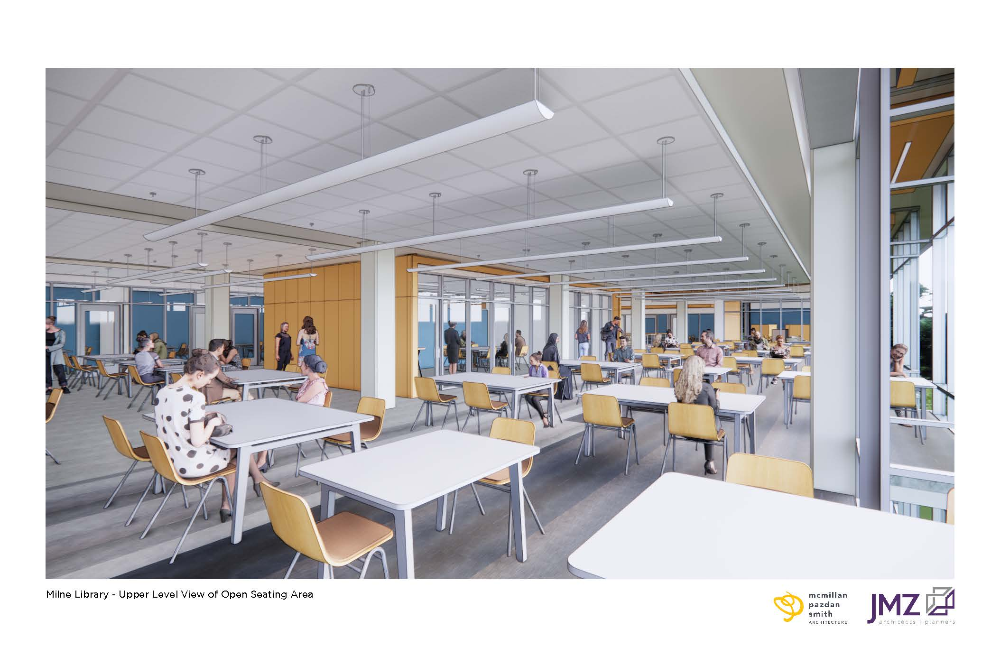 Milne Library - Upper Level View of Open Seating Area
mcmillan
pazdan
smith
ARCHITECTURE
JMZ
architects | planners